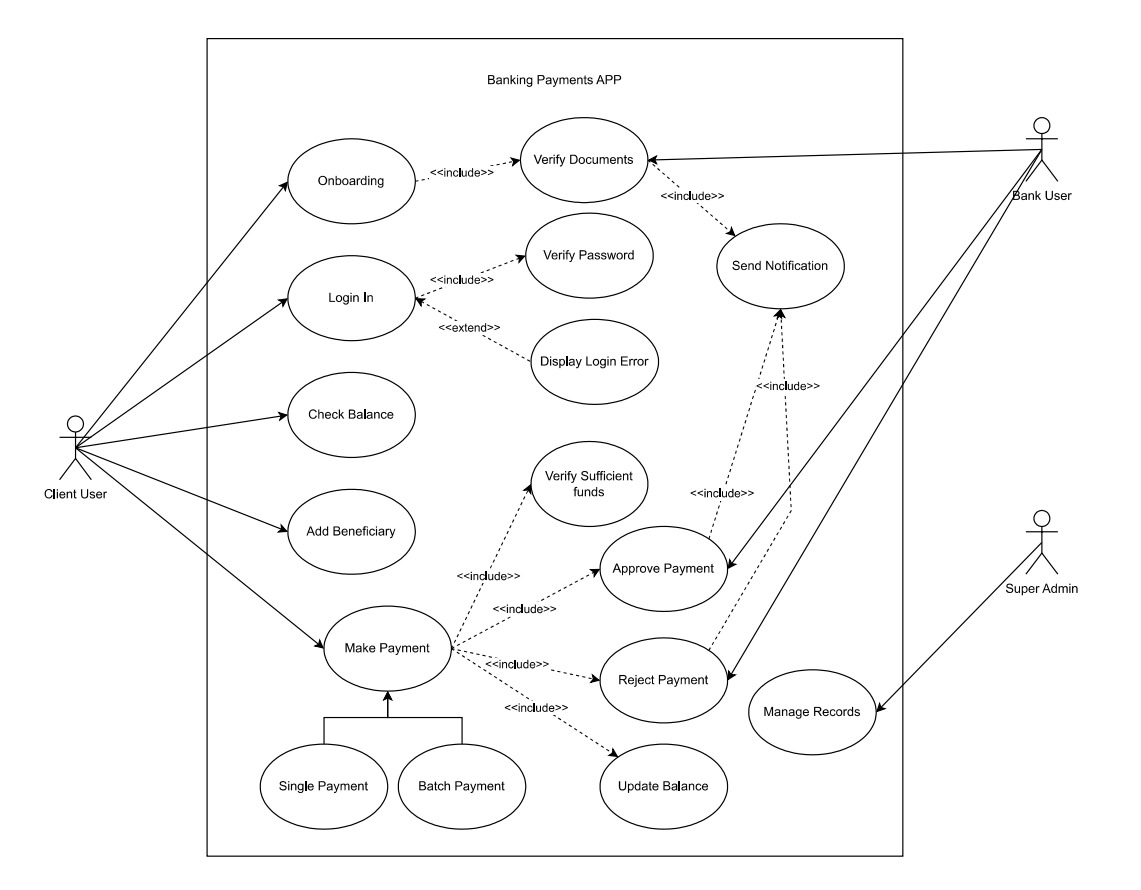 Banking Payments APP
Onboarding
<<include>>
Verify Documents
<<include>>
Bank User
Send Notification
Login In
<<include>>
Verify Password
<<extend>>
Display Login Error
<<include>>
Check Balance
Client User
Verify Sufficient
funds
<<include>>
Add Beneficiary
Approve Payment
<<include>>
<<include>>
Super Admin
Make Payment
<<include>>
Reject Payment
<<include>>
Manage Records
Single Payment
Batch Payment
Update Balance